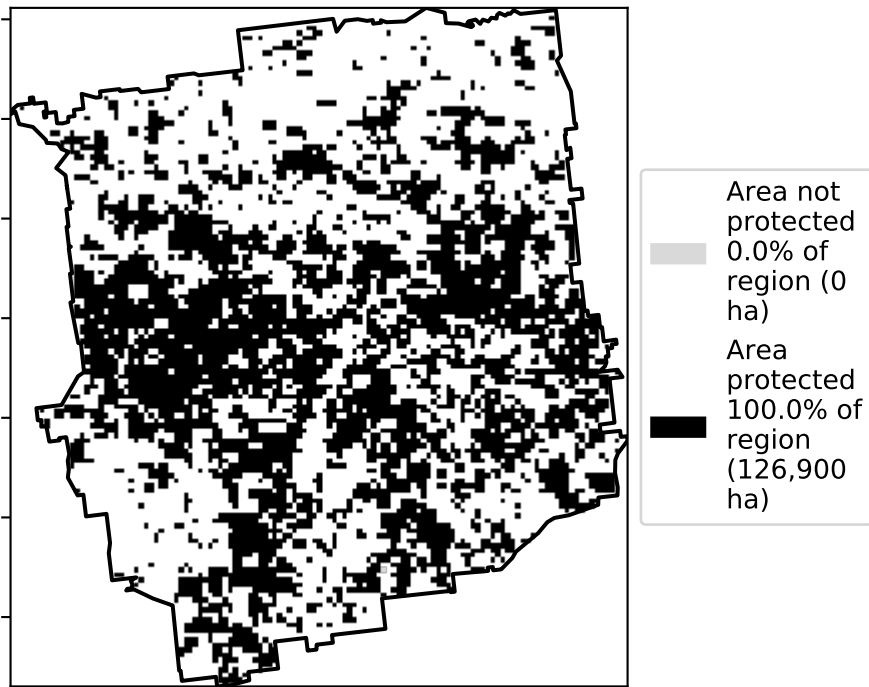 Area not
protected
0.0% of
region (0
ha)
Area
protected
100.0% of
region
(126,900
ha)